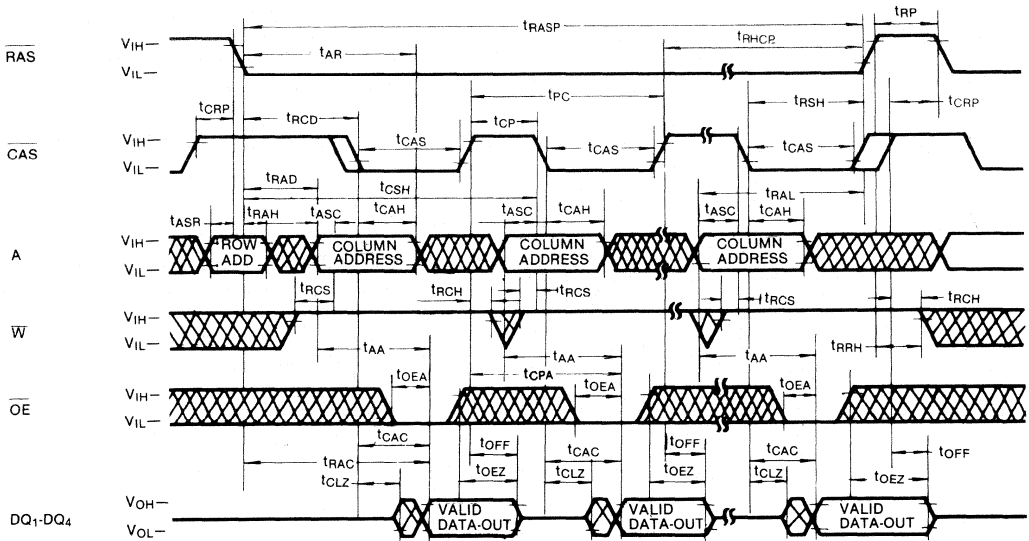 tRASP
tRP
RAS
VIH
VIL
tAR
tRHCP
tCRP
tRCD
tPC
tCP
tRSH
tCRP
CAS
VIH
VIL
tCAS
tCAS
tCAS
tRAD
tCSH
tRAL
tASR
tRAH
tASC
tCAH
tASC
tCAH
tASC
tCAH
A
VIH
VIL
ROW ADD
COLUMN ADDRESS
COLUMN ADDRESS
COLUMN ADDRESS
tRCS
tRCH
tRCS
tRCS
tRCH
W
VIH
VIL
tAA
tAA
tAA
tRRH
tOEA
tCPA
tOEA
tOEA
OE
VIH
VIL
tCAC
tOFF
tCAC
tOFF
tCAC
tOFF
tRAC
tCLZ
tOEZ
tCLZ
tOEZ
tCLZ
tOEZ
DQ1-DQ4
VOH
VOL
VALID DATA-OUT
VALID DATA-OUT
VALID DATA-OUT